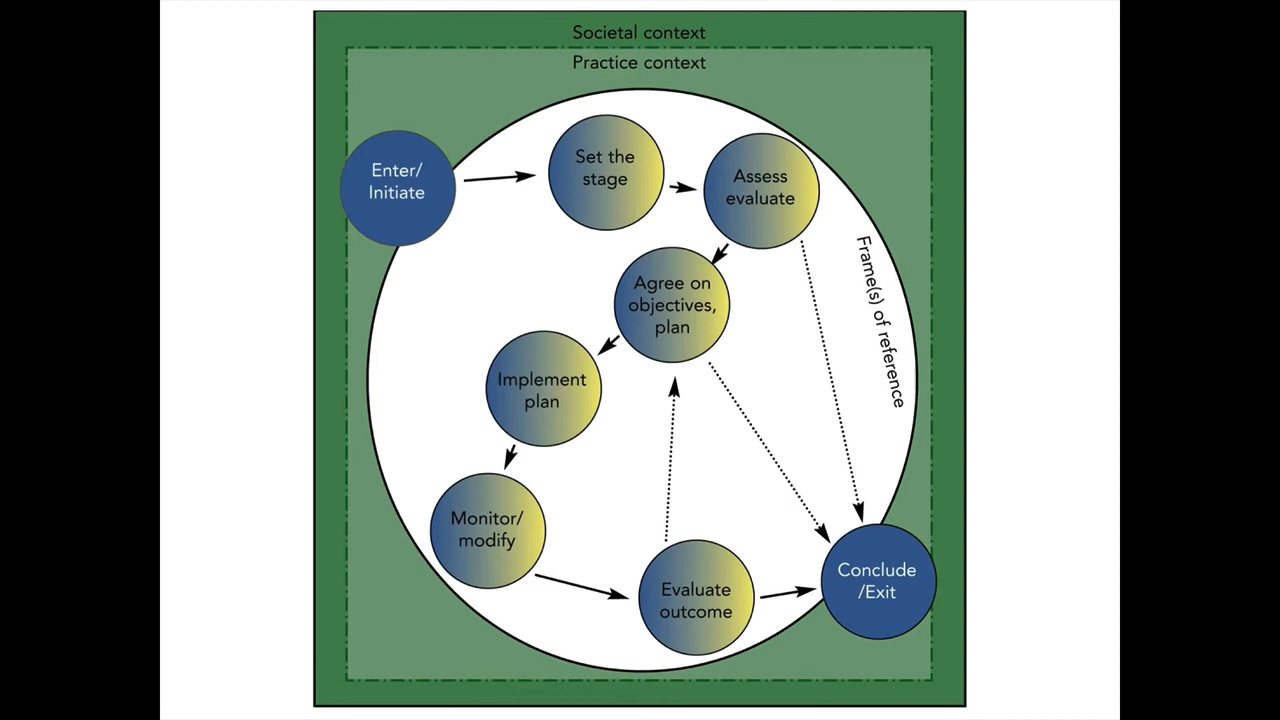 Societal context
Practice context
Enter/
Initiate
Set the
stage
Assess
evaluate
Agree on
objectives,
plan
Frame(s) of reference
Implement
plan
Monitor/
modify
Evaluate
outcome
Conclude
/Exit